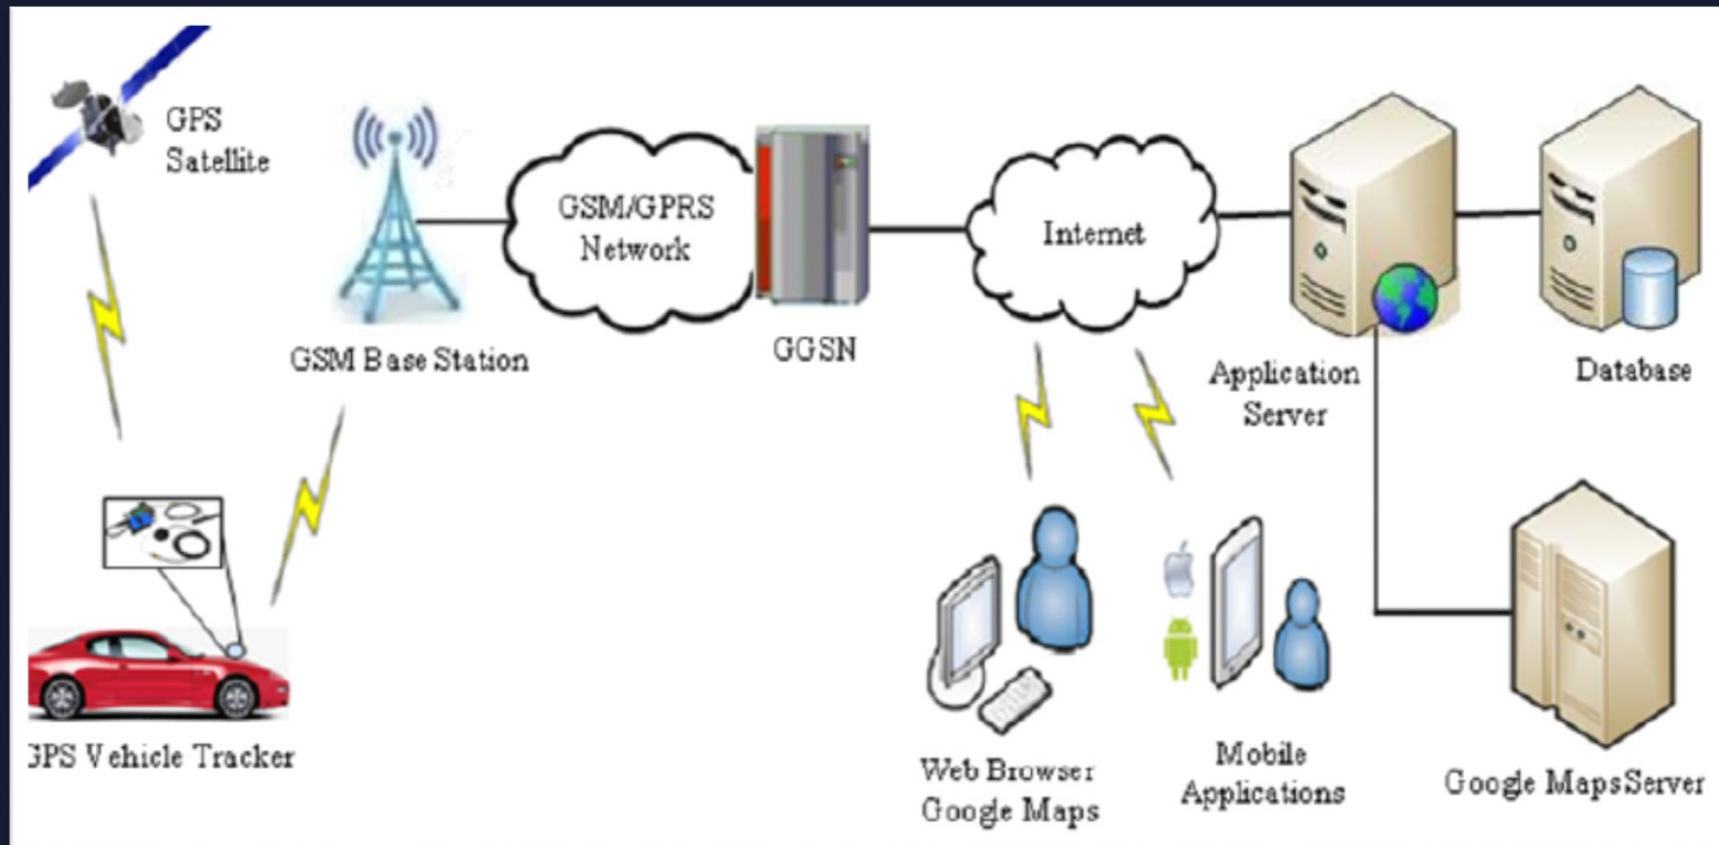 GPS
Satellite
GSM/GPRS
Network
Internet
GSM Base Station
GGSN
Application
Server
Database
GPS Vehicle Tracker
Web Browser
Google Maps
Mobile
Applications
Google MapsServer